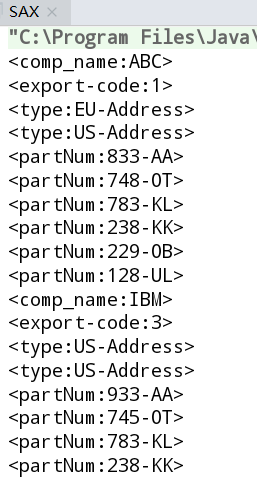 SAX ×
"C:\Program Files\Java\
<comp_name:ABC>
<export-code:1>
<type:EU-Address>
<type:US-Address>
<partNum:833-AA>
<partNum:748-OT>
<partNum:783-KL>
<partNum:238-KK>
<partNum:229-OB>
<partNum:128-UL>
<comp_name:IBM>
<export-code:3>
<type:US-Address>
<type:US-Address>
<partNum:933-AA>
<partNum:745-OT>
<partNum:783-KL>
<partNum:238-KK>